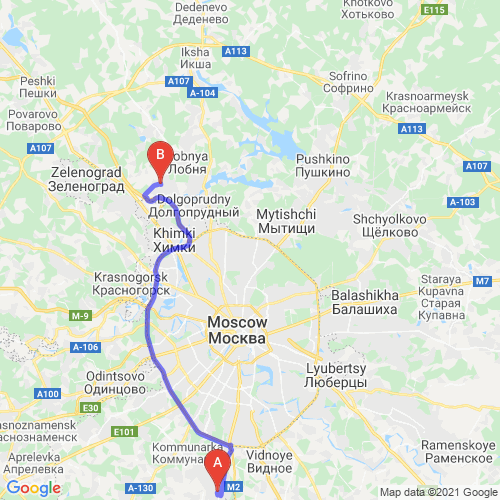 Dedenevo
Деденево
Khotkovo
Хотьково
E115
Iksha
Икша
A113
Peshki
Пешки
A107
A-104
Sofrino
Софрино
Krasnoarmeysk
Красноармейск
Povarovo
Поварово
A113
A107
B
Lobnya
Лобня
Pushkino
Пушкино
A107
Zelenograd
Зеленоград
Dolgoprudny
Долгопрудный
A-103
Mytishchi
Мытищи
Shchyolkovo
Щёлково
Khimki
Химки
Krasnogorsk
Красногорск
Staraya
Kupavna
Старая
Купавна
M7
Balashikha
Балашиха
M-9
Moscow
Москва
A-106
Odintsovo
Одинцово
Lyubertsy
Люберцы
A100
E30
Krasnoznamensk
Краснознаменск
E101
Kommunarka
Коммунарка
Vidnoye
Видное
Ramenskoye
Раменское
Aprelevka
Апрелевка
A
A-130
M2
Google
Map data ©2021 Google